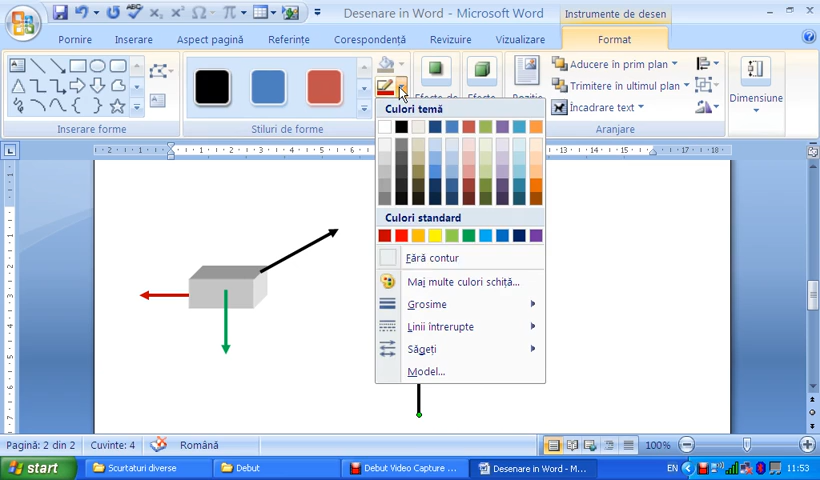 Desenare in Word - Microsoft Word
Instrumente de desen
Pornire
Inserare
Aspect pagină
Referințe
Corespondență
Revizuire
Vizualizare
Format
Aducere în prim plan
Trimitere în ultimul plan
Încadrare text
Dimensiune
Inserare forme
Stiluri de forme
Aranjare
Culori temă
Culori standard
Fără contur
Mai multe culori schiță...
Grosime
Linii întrerupte
Săgeți
Model...
Pagină: 2 din 2
Cuvinte: 4
Română
100%
start
Scurtaturi diverse
Debut
Debut Video Capture ...
Desenare in Word - M...
EN
11:53